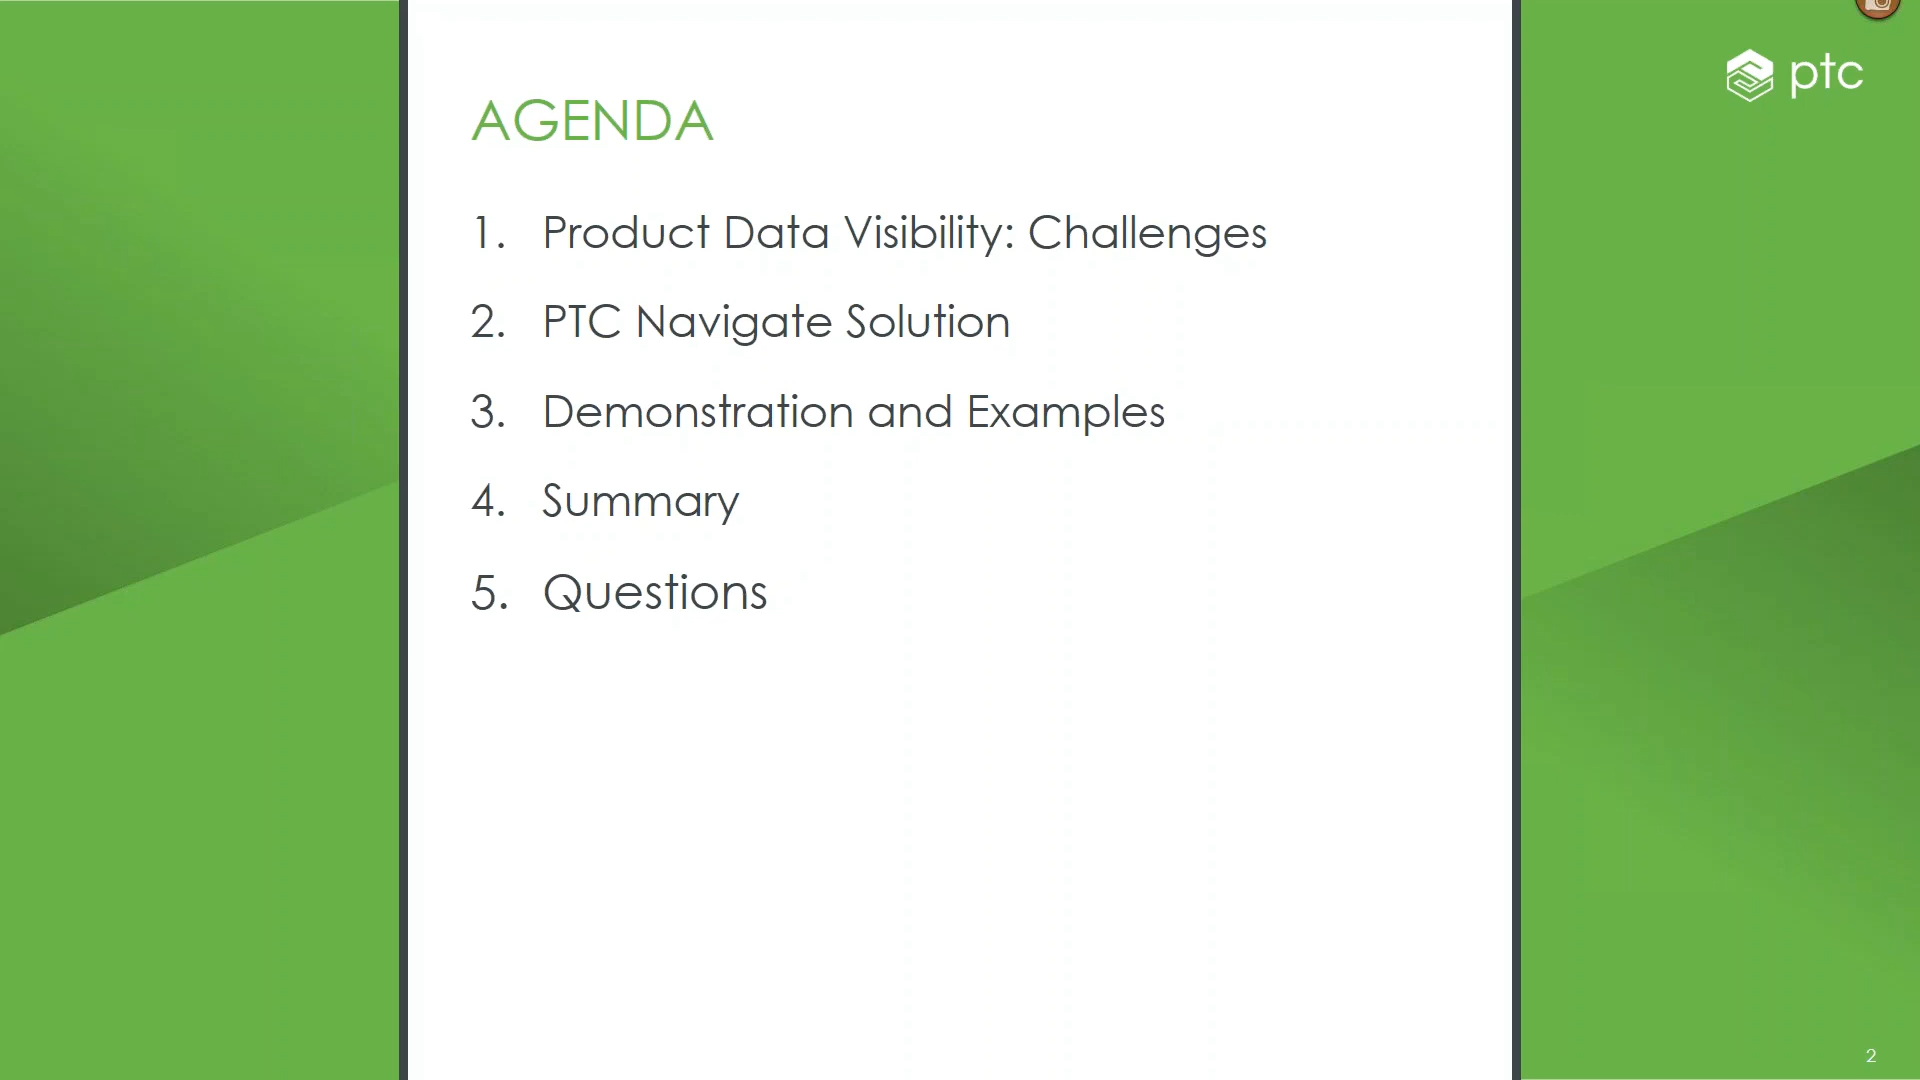 ptc
AGENDA
1. Product Data Visibility: Challenges
2. PTC Navigate Solution
3. Demonstration and Examples
4. Summary
5. Questions
2